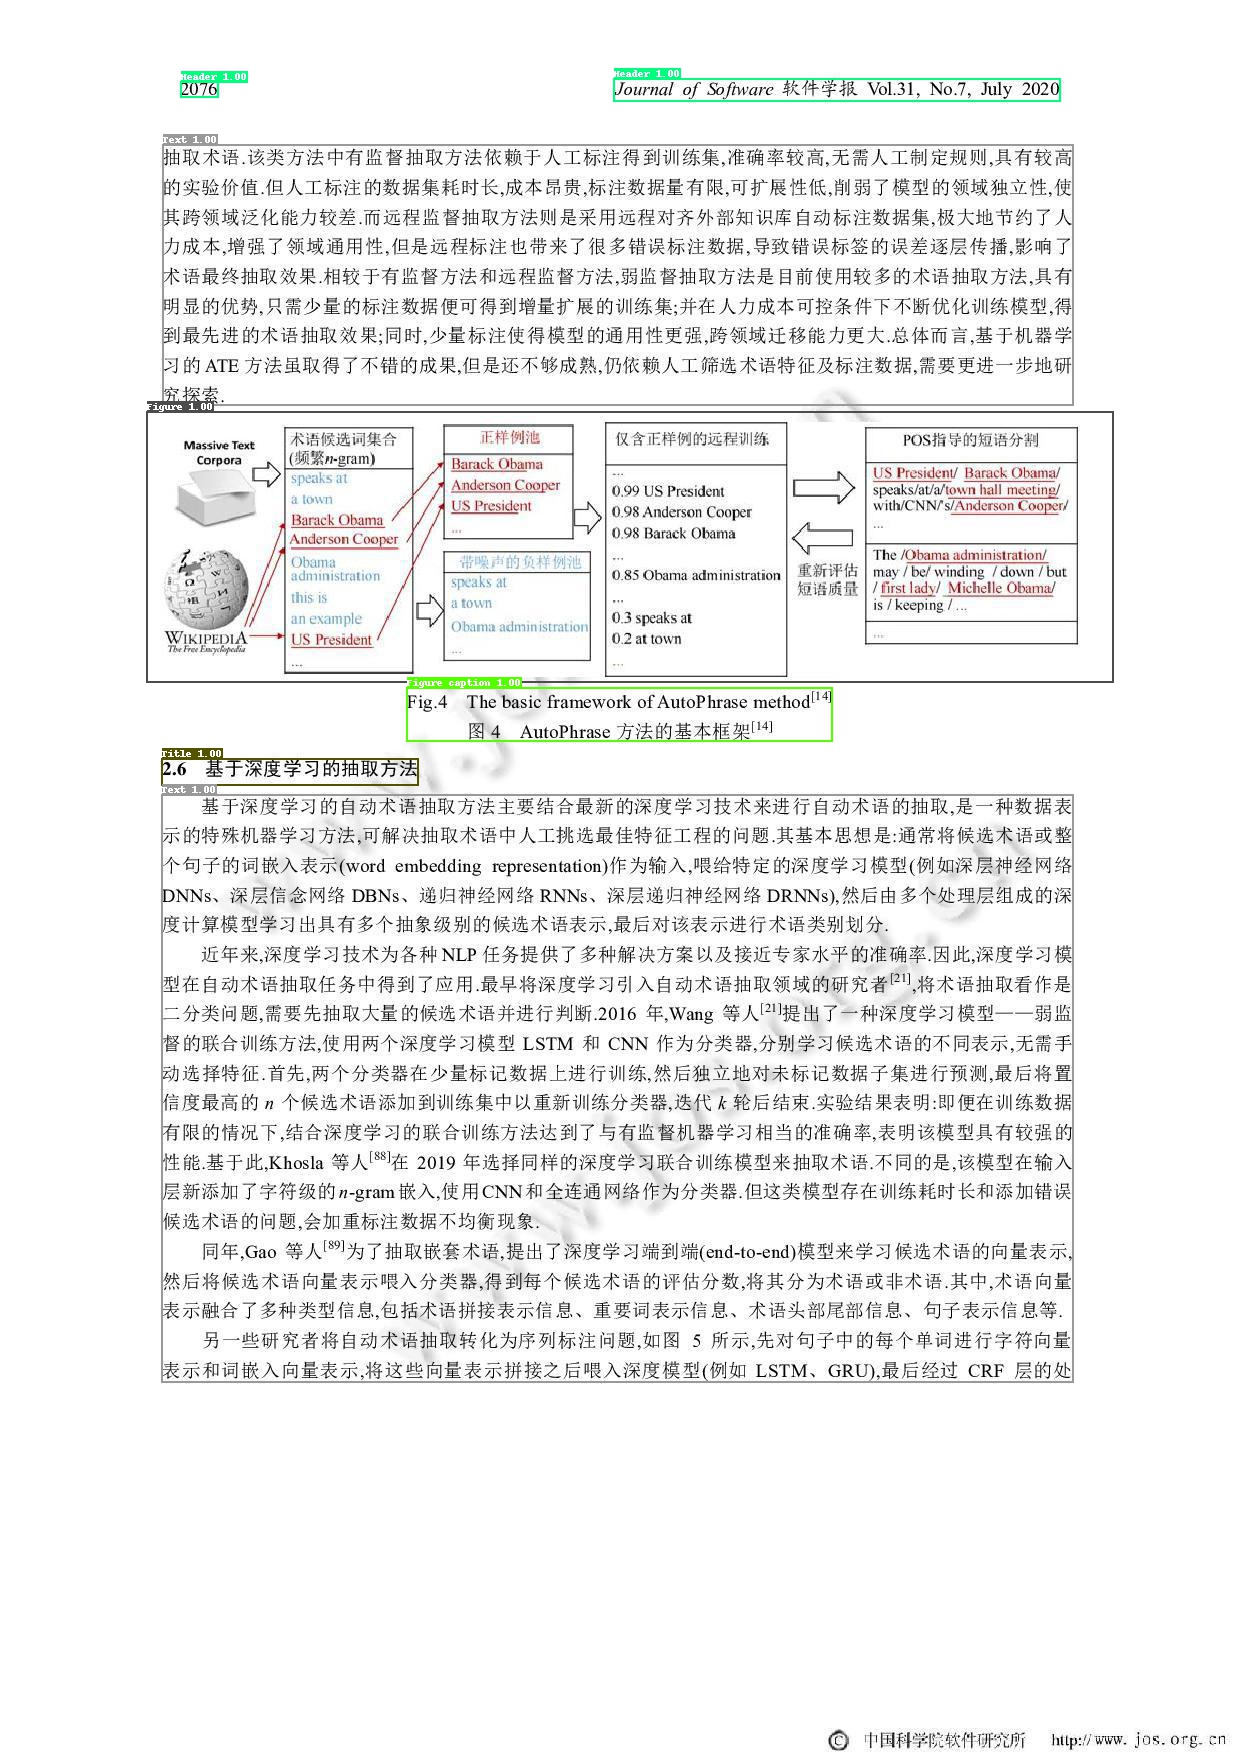 Header 1.00
2076
Header 1.00
Journal of Software 软件学报 Vol.31, No.7, July 2020
Text 1.00
抽取术语.该类方法中有监督抽取方法依赖于人工标注得到训练集,准确率较高,无需人工制定规则,具有较高
的实验价值.但人工标注的数据集耗时长,成本昂贵,标注数据量有限,可扩展性低,削弱了模型的领域独立性,使
其跨领域泛化能力较差.而远程监督抽取方法则是采用远程对齐外部知识库自动标注数据集,极大地节约了人
力成本,增强了领域通用性,但是远程标注也带来了很多错误标注数据,导致错误标签的误差逐层传播,影响了
术语最终抽取效果.相较于有监督方法和远程监督方法,弱监督抽取方法是目前使用较多的术语抽取方法,具有
明显的优势,只需少量的标注数据便可得到增量扩展的训练集;并在人力成本可控条件下不断优化训练模型,得
到最先进的术语抽取效果;同时,少量标注使得模型的通用性更强,跨领域迁移能力更大.总体而言,基于机器学
习的 ATE 方法虽取得了不错的成果,但是还不够成熟,仍依赖人工筛选术语特征及标注数据,需要更进一步地研
究探索.
Figure 1.00
Massive Text
Corpora
WIKIPEDIA
The Free Encyclopedia
术语候选词集合
(频繁n-gram)
speaks at
a town
Barack Obama
Anderson Cooper
Obama
administration
this is
an example
US President
...
正样例池
Barack Obama
Anderson Cooper
US President
...
带噪声的负样例池
speaks at
a town
Obama administration
...
仅含正样例的远程训练
...
0.99 US President
0.98 Anderson Cooper
0.98 Barack Obama
...
0.85 Obama administration
...
0.3 speaks at
0.2 at town
...
重新评估
短语质量
POS指导的短语分割
US President/ Barack Obama/
speaks/at/a/town hall meeting/
with/CNN/'s/Anderson Cooper/
...
The /Obama administration/
may / be/ winding / down / but
/ first lady/ Michelle Obama/
is / keeping / ...
...
Figure caption 1.00
Fig.4 The basic framework of AutoPhrase method[14]
图 4 AutoPhrase 方法的基本框架[14]
Title 1.00
2.6 基于深度学习的抽取方法
Text 1.00
基于深度学习的自动术语抽取方法主要结合最新的深度学习技术来进行自动术语的抽取,是一种数据表
示的特殊机器学习方法,可解决抽取术语中人工挑选最佳特征工程的问题.其基本思想是:通常将候选术语或整
个句子的词嵌入表示(word embedding representation)作为输入,喂给特定的深度学习模型(例如深层神经网络
DNNs、深层信念网络 DBNs、递归神经网络 RNNs、深层递归神经网络 DRNNs),然后由多个处理层组成的深
度计算模型学习出具有多个抽象级别的候选术语表示,最后对该表示进行术语类别划分.
近年来,深度学习技术为各种 NLP 任务提供了多种解决方案以及接近专家水平的准确率.因此,深度学习模
型在自动术语抽取任务中得到了应用.最早将深度学习引入自动术语抽取领域的研究者[21],将术语抽取看作是
二分类问题,需要先抽取大量的候选术语并进行判断.2016 年,Wang 等人[21]提出了一种深度学习模型——弱监
督的联合训练方法,使用两个深度学习模型 LSTM 和 CNN 作为分类器,分别学习候选术语的不同表示,无需手
动选择特征.首先,两个分类器在少量标记数据上进行训练,然后独立地对未标记数据子集进行预测,最后将置
信度最高的 n 个候选术语添加到训练集中以重新训练分类器,迭代 k 轮后结束.实验结果表明:即便在训练数据
有限的情况下,结合深度学习的联合训练方法达到了与有监督机器学习相当的准确率,表明该模型具有较强的
性能.基于此,Khosla 等人[88]在 2019 年选择同样的深度学习联合训练模型来抽取术语.不同的是,该模型在输入
层新添加了字符级的 n-gram 嵌入,使用CNN和全连通网络作为分类器.但这类模型存在训练耗时长和添加错误
候选术语的问题,会加重标注数据不均衡现象.
同年,Gao 等人[89]为了抽取嵌套术语,提出了深度学习端到端(end-to-end)模型来学习候选术语的向量表示,
然后将候选术语向量表示喂入分类器,得到每个候选术语的评估分数,将其分为术语或非术语.其中,术语向量
表示融合了多种类型信息,包括术语拼接表示信息、重要词表示信息、术语头部尾部信息、句子表示信息等.
另一些研究者将自动术语抽取转化为序列标注问题,如图 5 所示,先对句子中的每个单词进行字符向量
表示和词嵌入向量表示,将这些向量表示拼接之后喂入深度模型(例如 LSTM、GRU),最后经过 CRF 层的处
www.jos.org.cn
www.jos.org.cn
© 中国科学院软件研究所 http://www.jos.org.cn